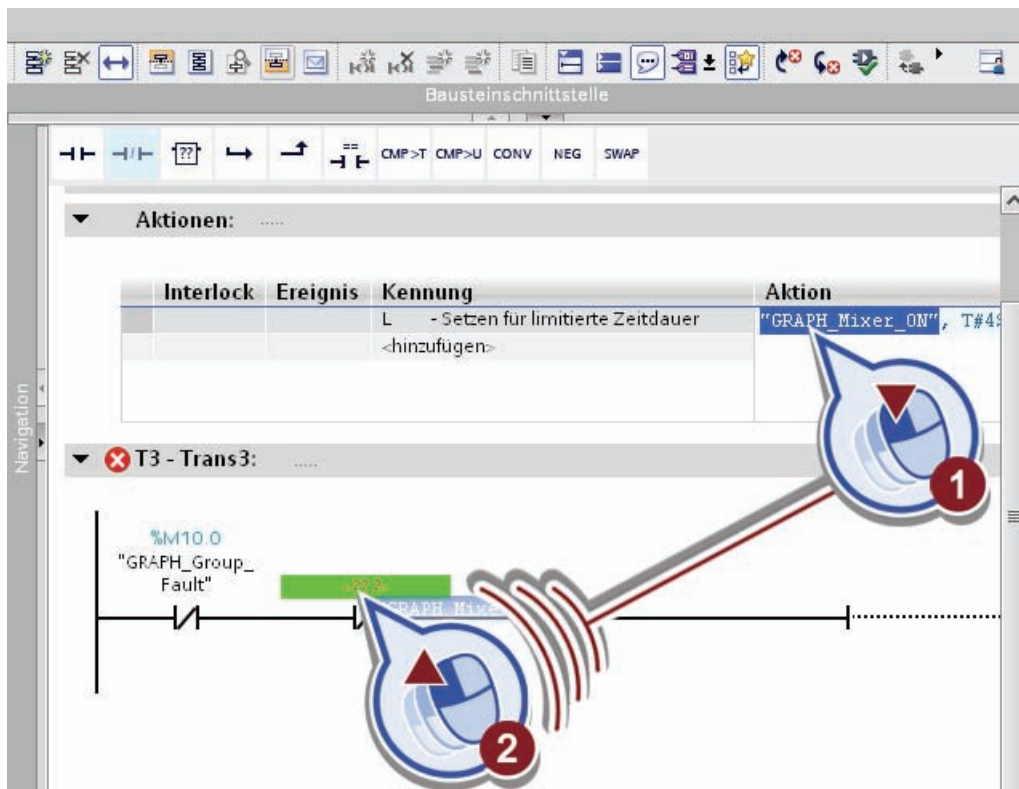 Bausteinschnittstelle
?? CMP>T CMP>U CONV NEG SWAP
Aktionen: .....
Interlock Ereignis Kennung Aktion
L - Setzen für limitierte Zeitdauer "GRAPH_Mixer_ON", T#4S
<hinzufügen>
Navigation
1
T3 - Trans3: .....
%M10.0
"GRAPH_Group_
Fault"
2